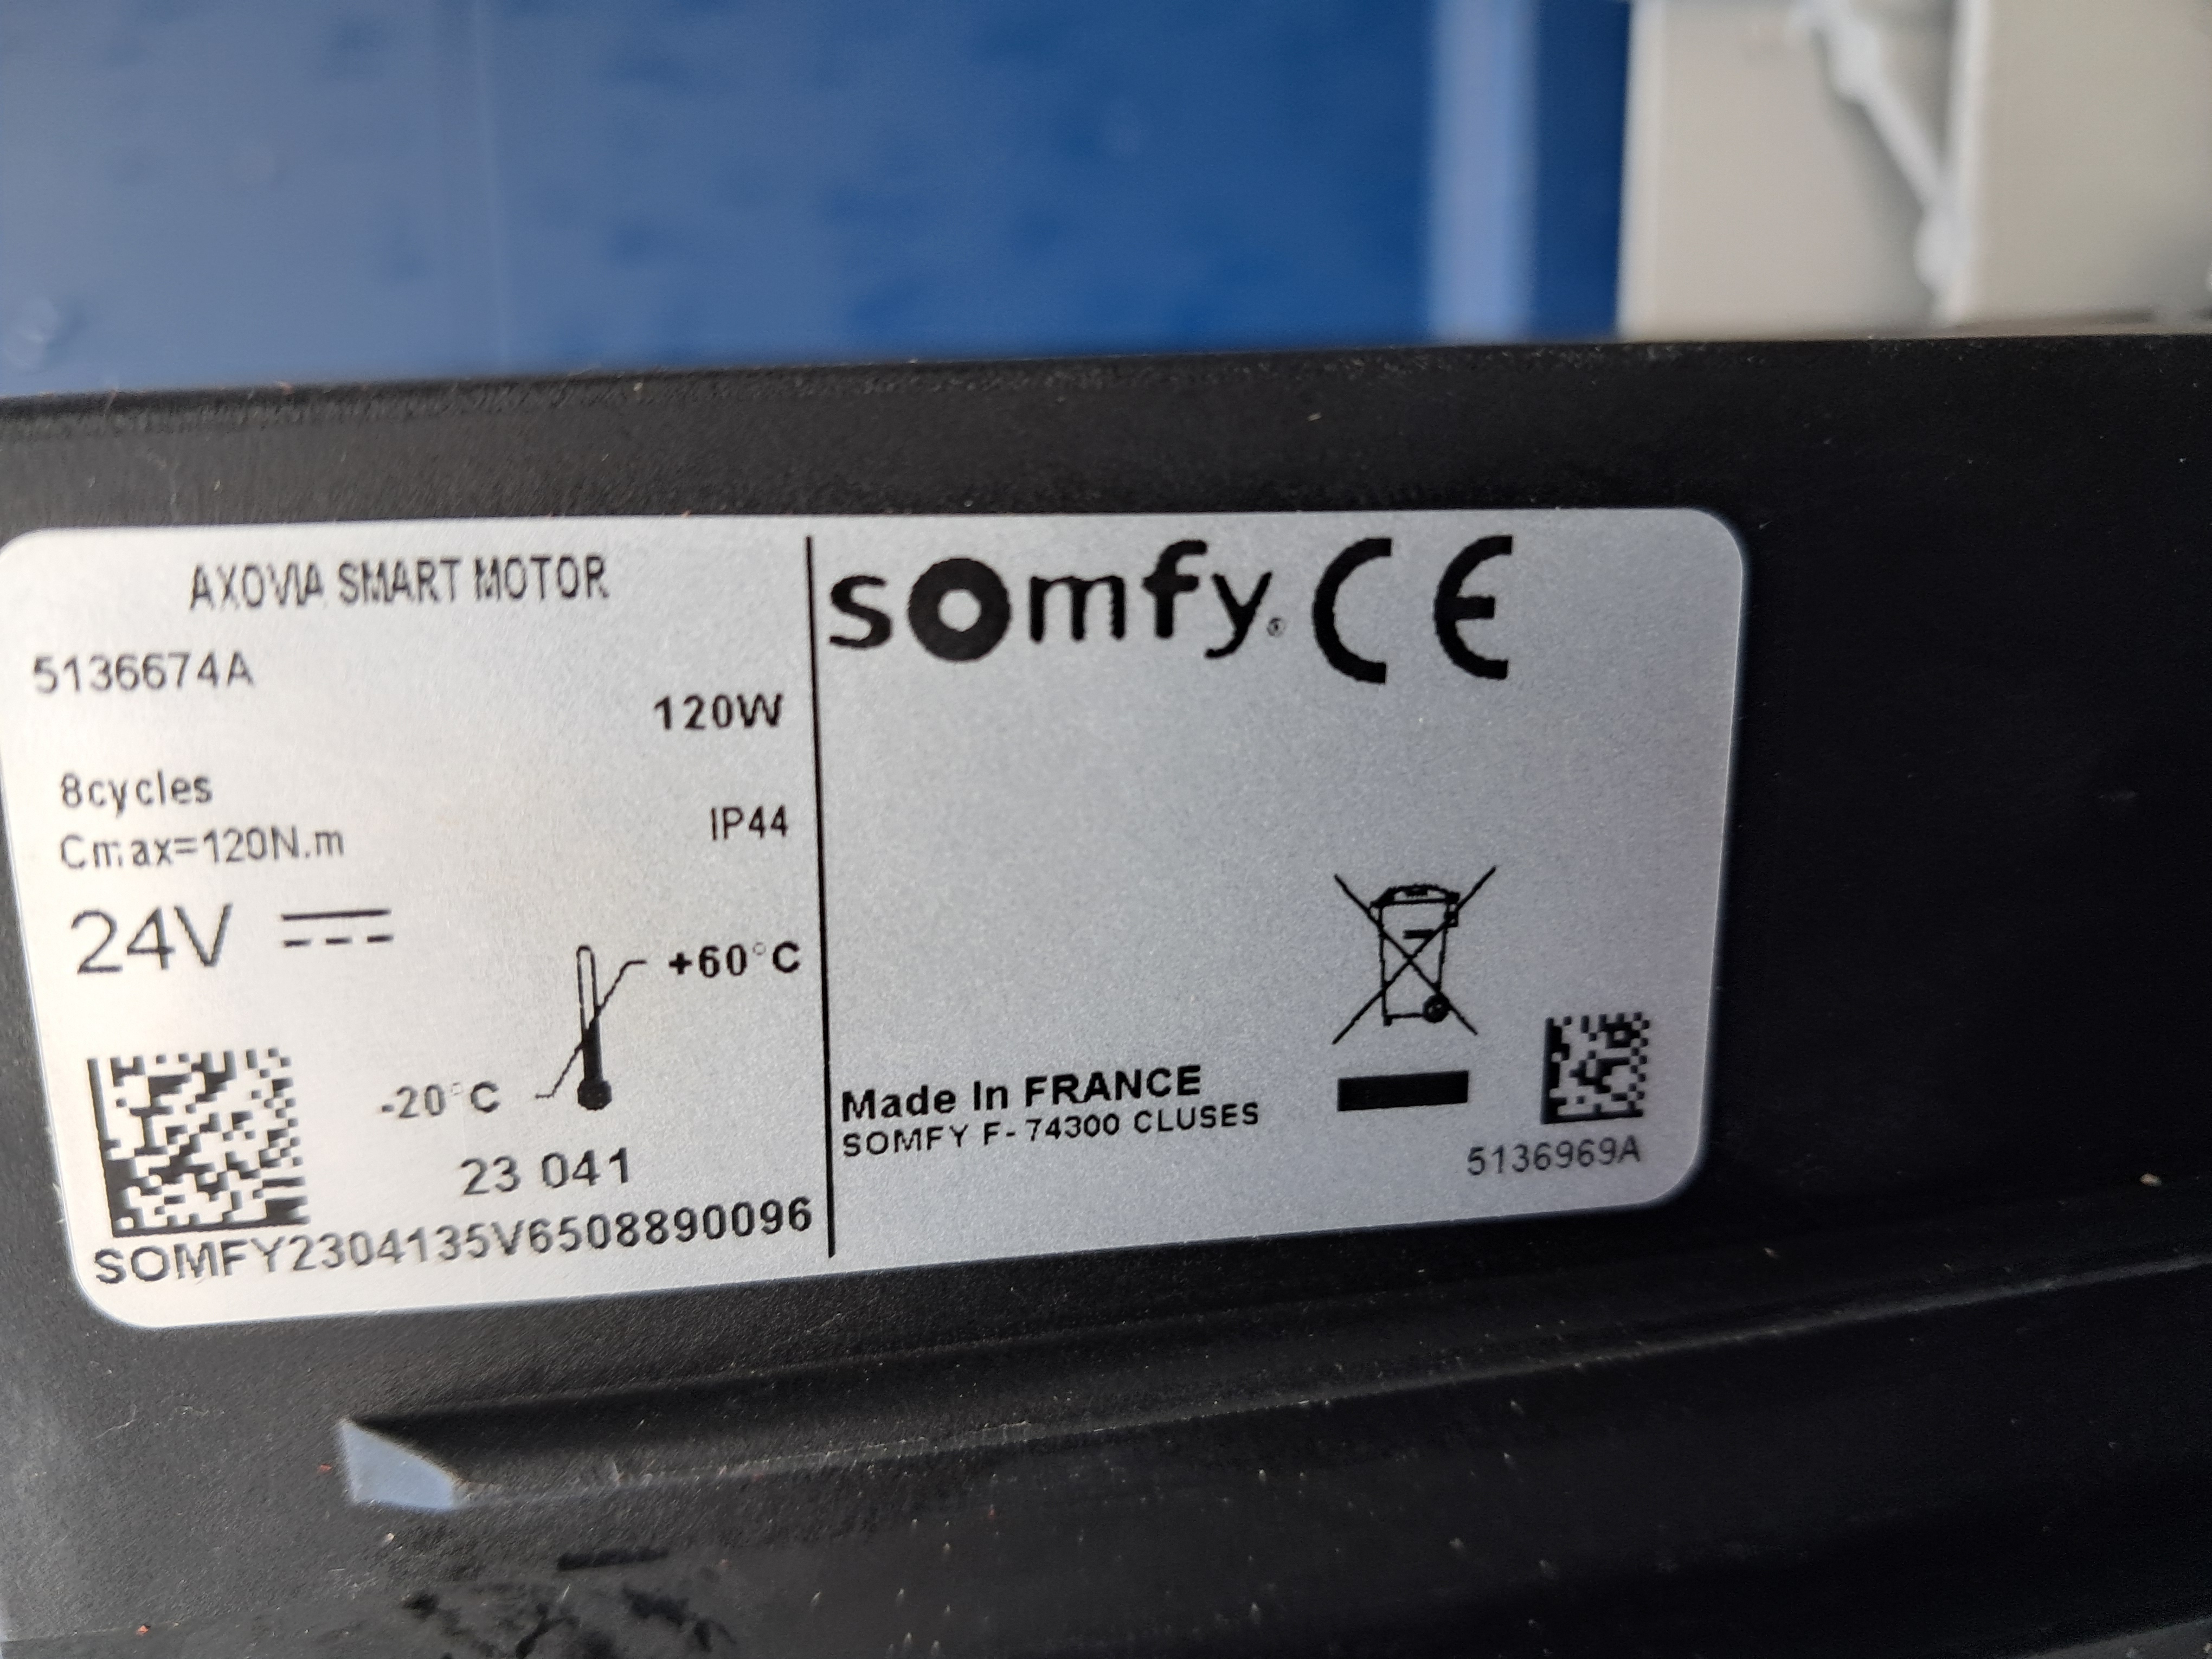 AXOVIA SMART MOTOR
5136674A
120W
8cycles
IP44
Cmax=120N.m
24V
+60°C
-20°C
23 041
SOMFY2304135V6508890096
somfy® CE
Made In FRANCE
SOMFY F- 74300 CLUSES
5136969A